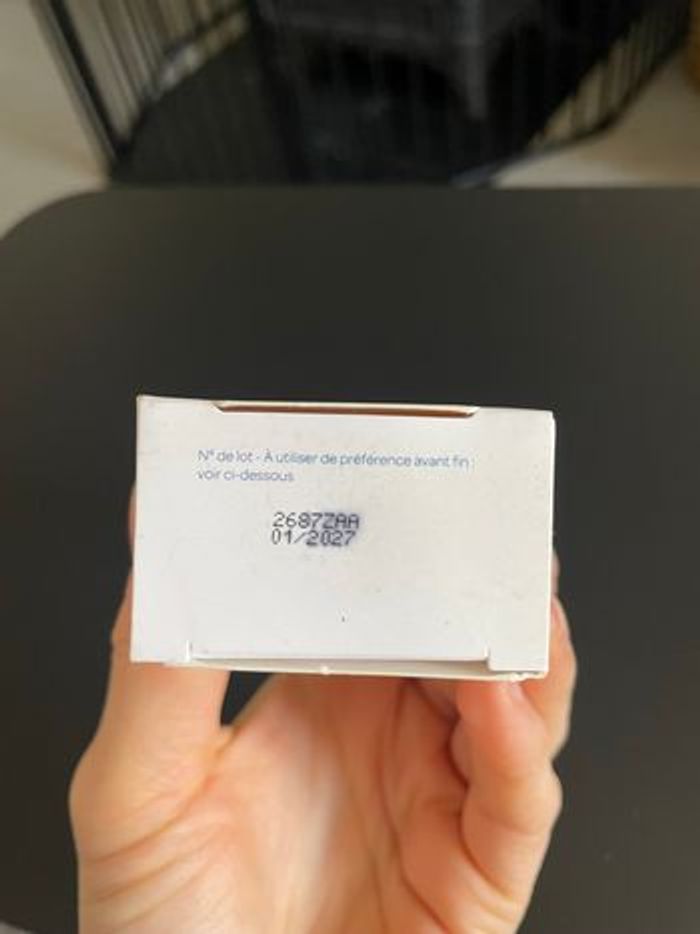 N° de lot - À utiliser de préférence avant fin :
voir ci-dessous
2687ZAA
01/2027